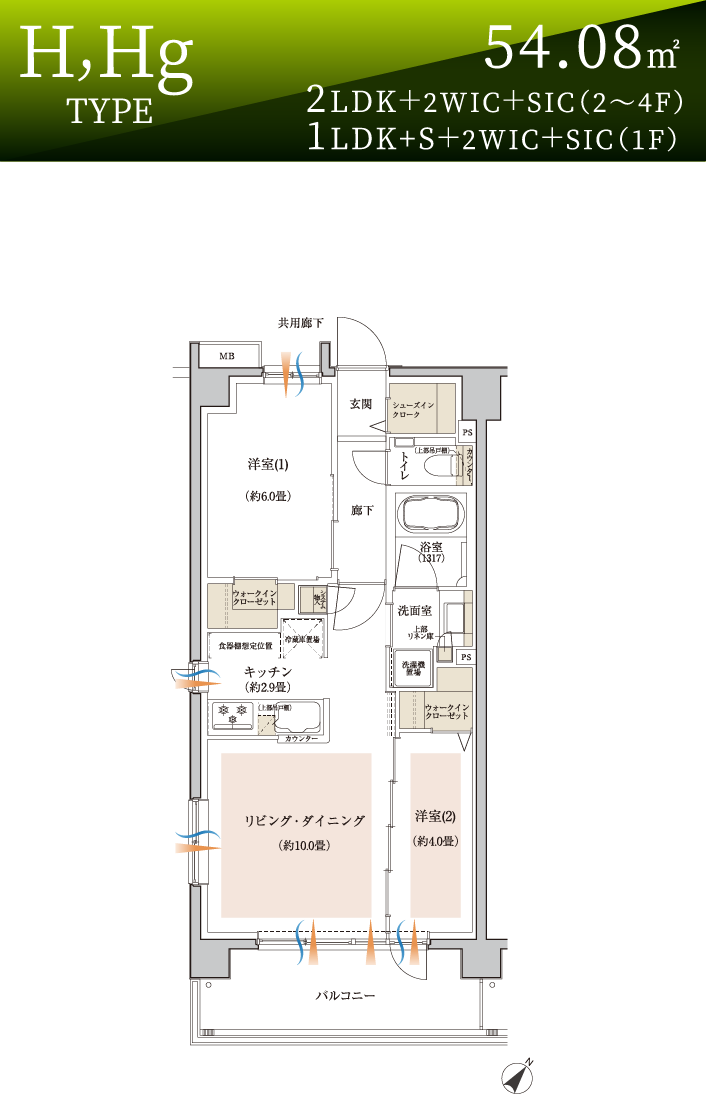 H,Hg
TYPE
54.08㎡
2LDK+2WIC+SIC(2～4F)
1LDK+S+2WIC+SIC(1F)
共用廊下
MB
玄関
シューズイン
クローク
PS
洋室(1)
(約6.0畳)
トイレ
(上部吊戸棚)
カウンター
廊下
浴室
(1317)
ウォークイン
クローゼット
システム
物入
洗面室
上部
リネン庫
食器棚想定位置
冷蔵庫置場
PS
キッチン
(約2.9畳)
洗濯機
置場
(上部吊戸棚)
カウンター
ウォークイン
クローゼット
リビング・ダイニング
(約10.0畳)
洋室(2)
(約4.0畳)
バルコニー
N